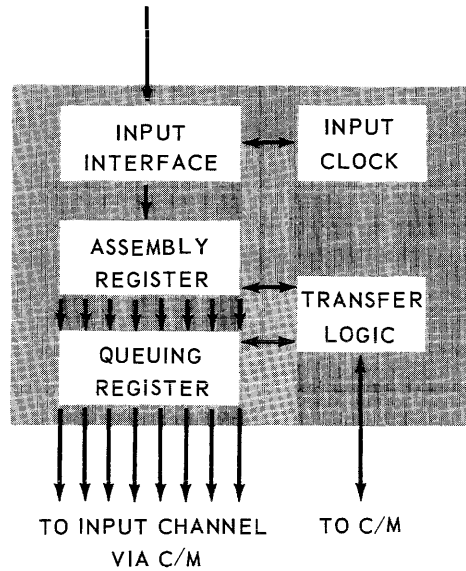 INPUT
INTERFACE
INPUT
CLOCK
ASSEMBLY
REGISTER
TRANSFER
LOGIC
QUEUING
REGISTER
TO INPUT CHANNEL
VIA C/M
TO C/M